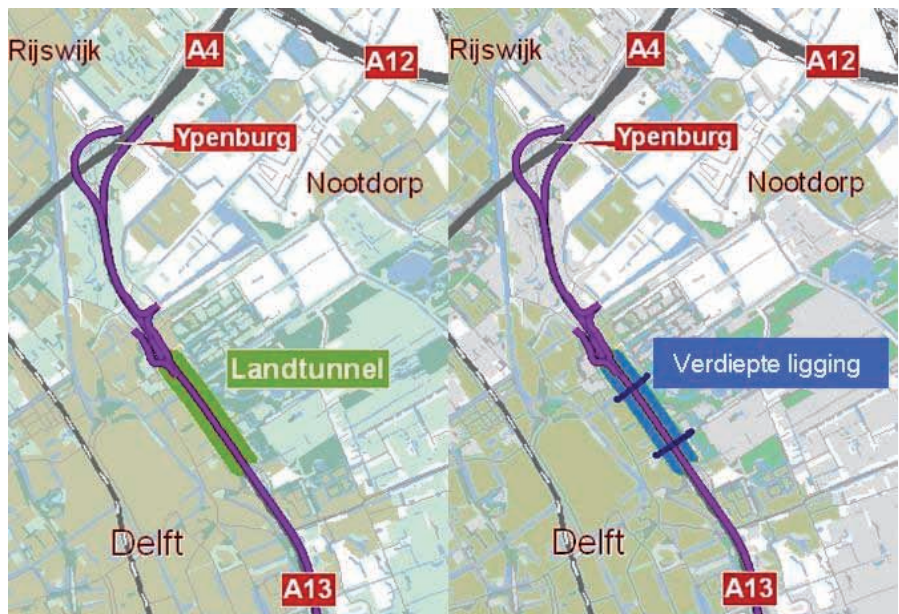 Rijswijk
A4
A12
Ypenburg
Nootdorp
Landtunnel
Delft
A13
Rijswijk
A4
A12
Ypenburg
Nootdorp
Verdiepte ligging
Delft
A13